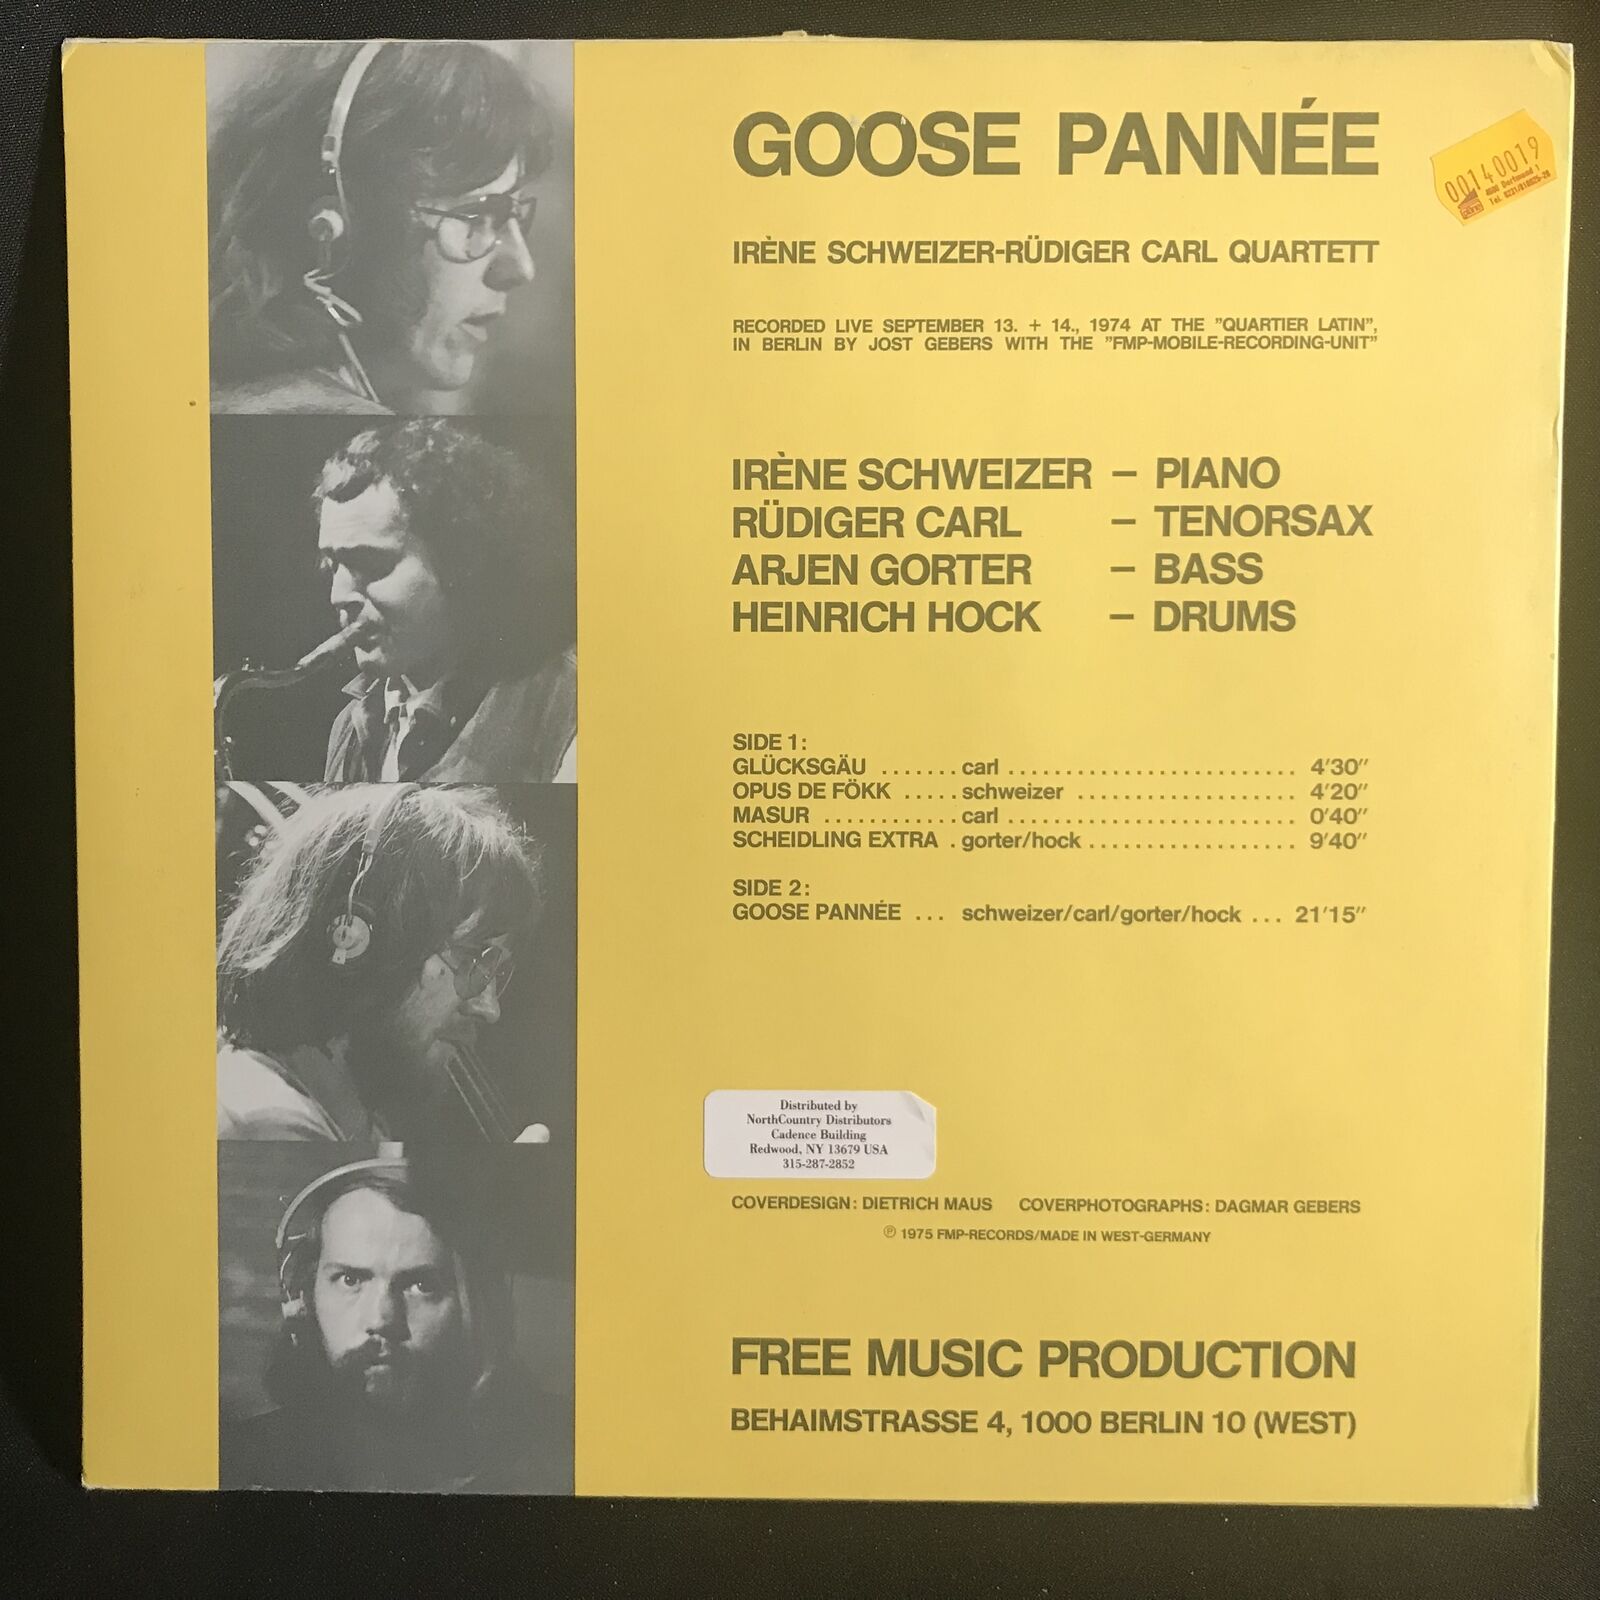 GOOSE PANNÉE
00140019
4600 Dortmund 1
IRÈNE SCHWEIZER-RÜDIGER CARL QUARTETT
RECORDED LIVE SEPTEMBER 13. + 14., 1974 AT THE ”QUARTIER LATIN”,
IN BERLIN BY JOST GEBERS WITH THE ”FMP-MOBILE-RECORDING-UNIT”
IRÈNE SCHWEIZER – PIANO
RÜDIGER CARL – TENORSAX
ARJEN GORTER – BASS
HEINRICH HOCK – DRUMS
SIDE 1:
GLÜCKSGÄU ....... carl ......................... 4'30"
OPUS DE FÖKK ..... schweizer ................... 4'20"
MASUR ............ carl ......................... 0'40"
SCHEIDLING EXTRA . gorter/hock .................. 9'40"
SIDE 2:
GOOSE PANNÉE ... schweizer/carl/gorter/hock ... 21'15"
Distributed by
NorthCountry Distributors
Cadence Building
Redwood, NY 13679 USA
315-287-2852
COVERDESIGN: DIETRICH MAUS COVERPHOTOGRAPHS: DAGMAR GEBERS
℗ 1975 FMP-RECORDS/MADE IN WEST-GERMANY
FREE MUSIC PRODUCTION
BEHAIMSTRASSE 4, 1000 BERLIN 10 (WEST)